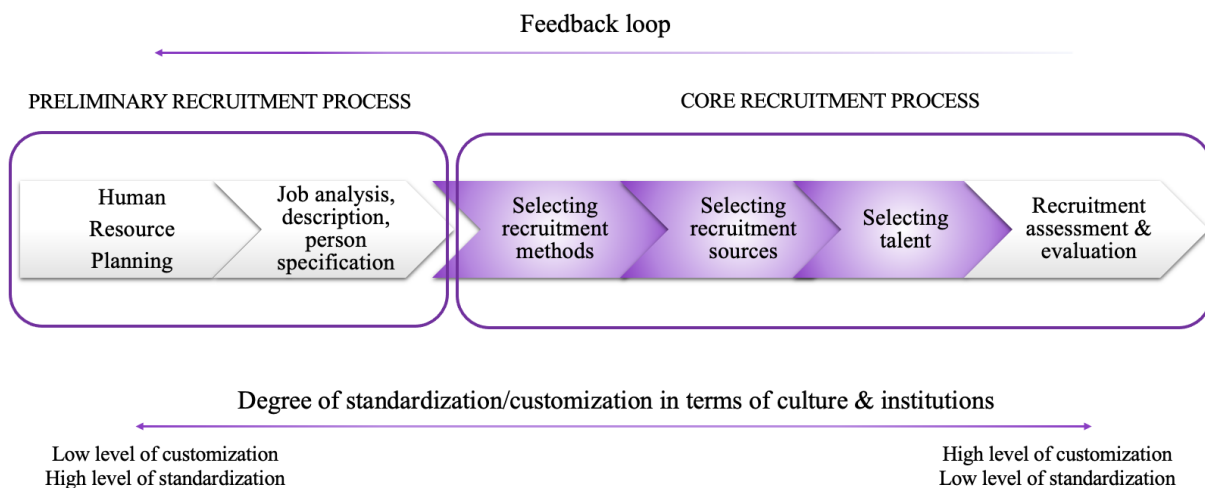 Feedback loop
PRELIMINARY RECRUITMENT PROCESS
CORE RECRUITMENT PROCESS
Human
Resource
Planning
Job analysis,
description,
person
specification
Selecting
recruitment
methods
Selecting
recruitment
sources
Selecting
talent
Recruitment
assessment &
evaluation
Degree of standardization/customization in terms of culture & institutions
Low level of customization
High level of standardization
High level of customization
Low level of standardization